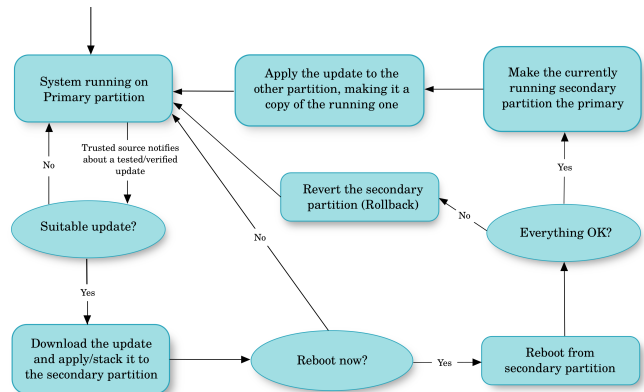 System running on
Primary partition
Apply the update to the
other partition, making it a
copy of the running one
Make the currently
running secondary
partition the primary
Trusted source notifies
about a tested/verified
update
No
Yes
Revert the secondary
partition (Rollback)
No
Suitable update?
Everything OK?
No
Yes
Download the update
and apply/stack it to
the secondary partition
Reboot now?
Yes
Reboot from
secondary partition